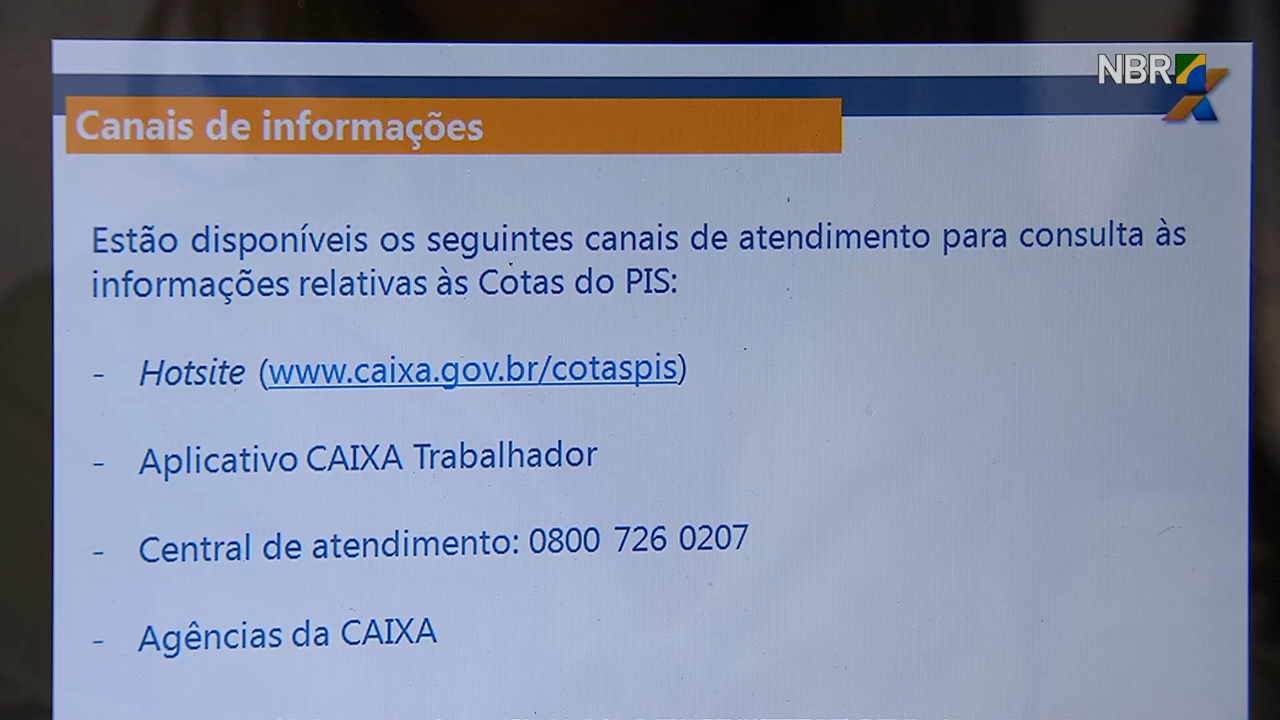 NBR
Canais de informações
Estão disponíveis os seguintes canais de atendimento para consulta às
informações relativas às Cotas do PIS:
- Hotsite (www.caixa.gov.br/cotaspis)
- Aplicativo CAIXA Trabalhador
- Central de atendimento: 0800 726 0207
- Agências da CAIXA